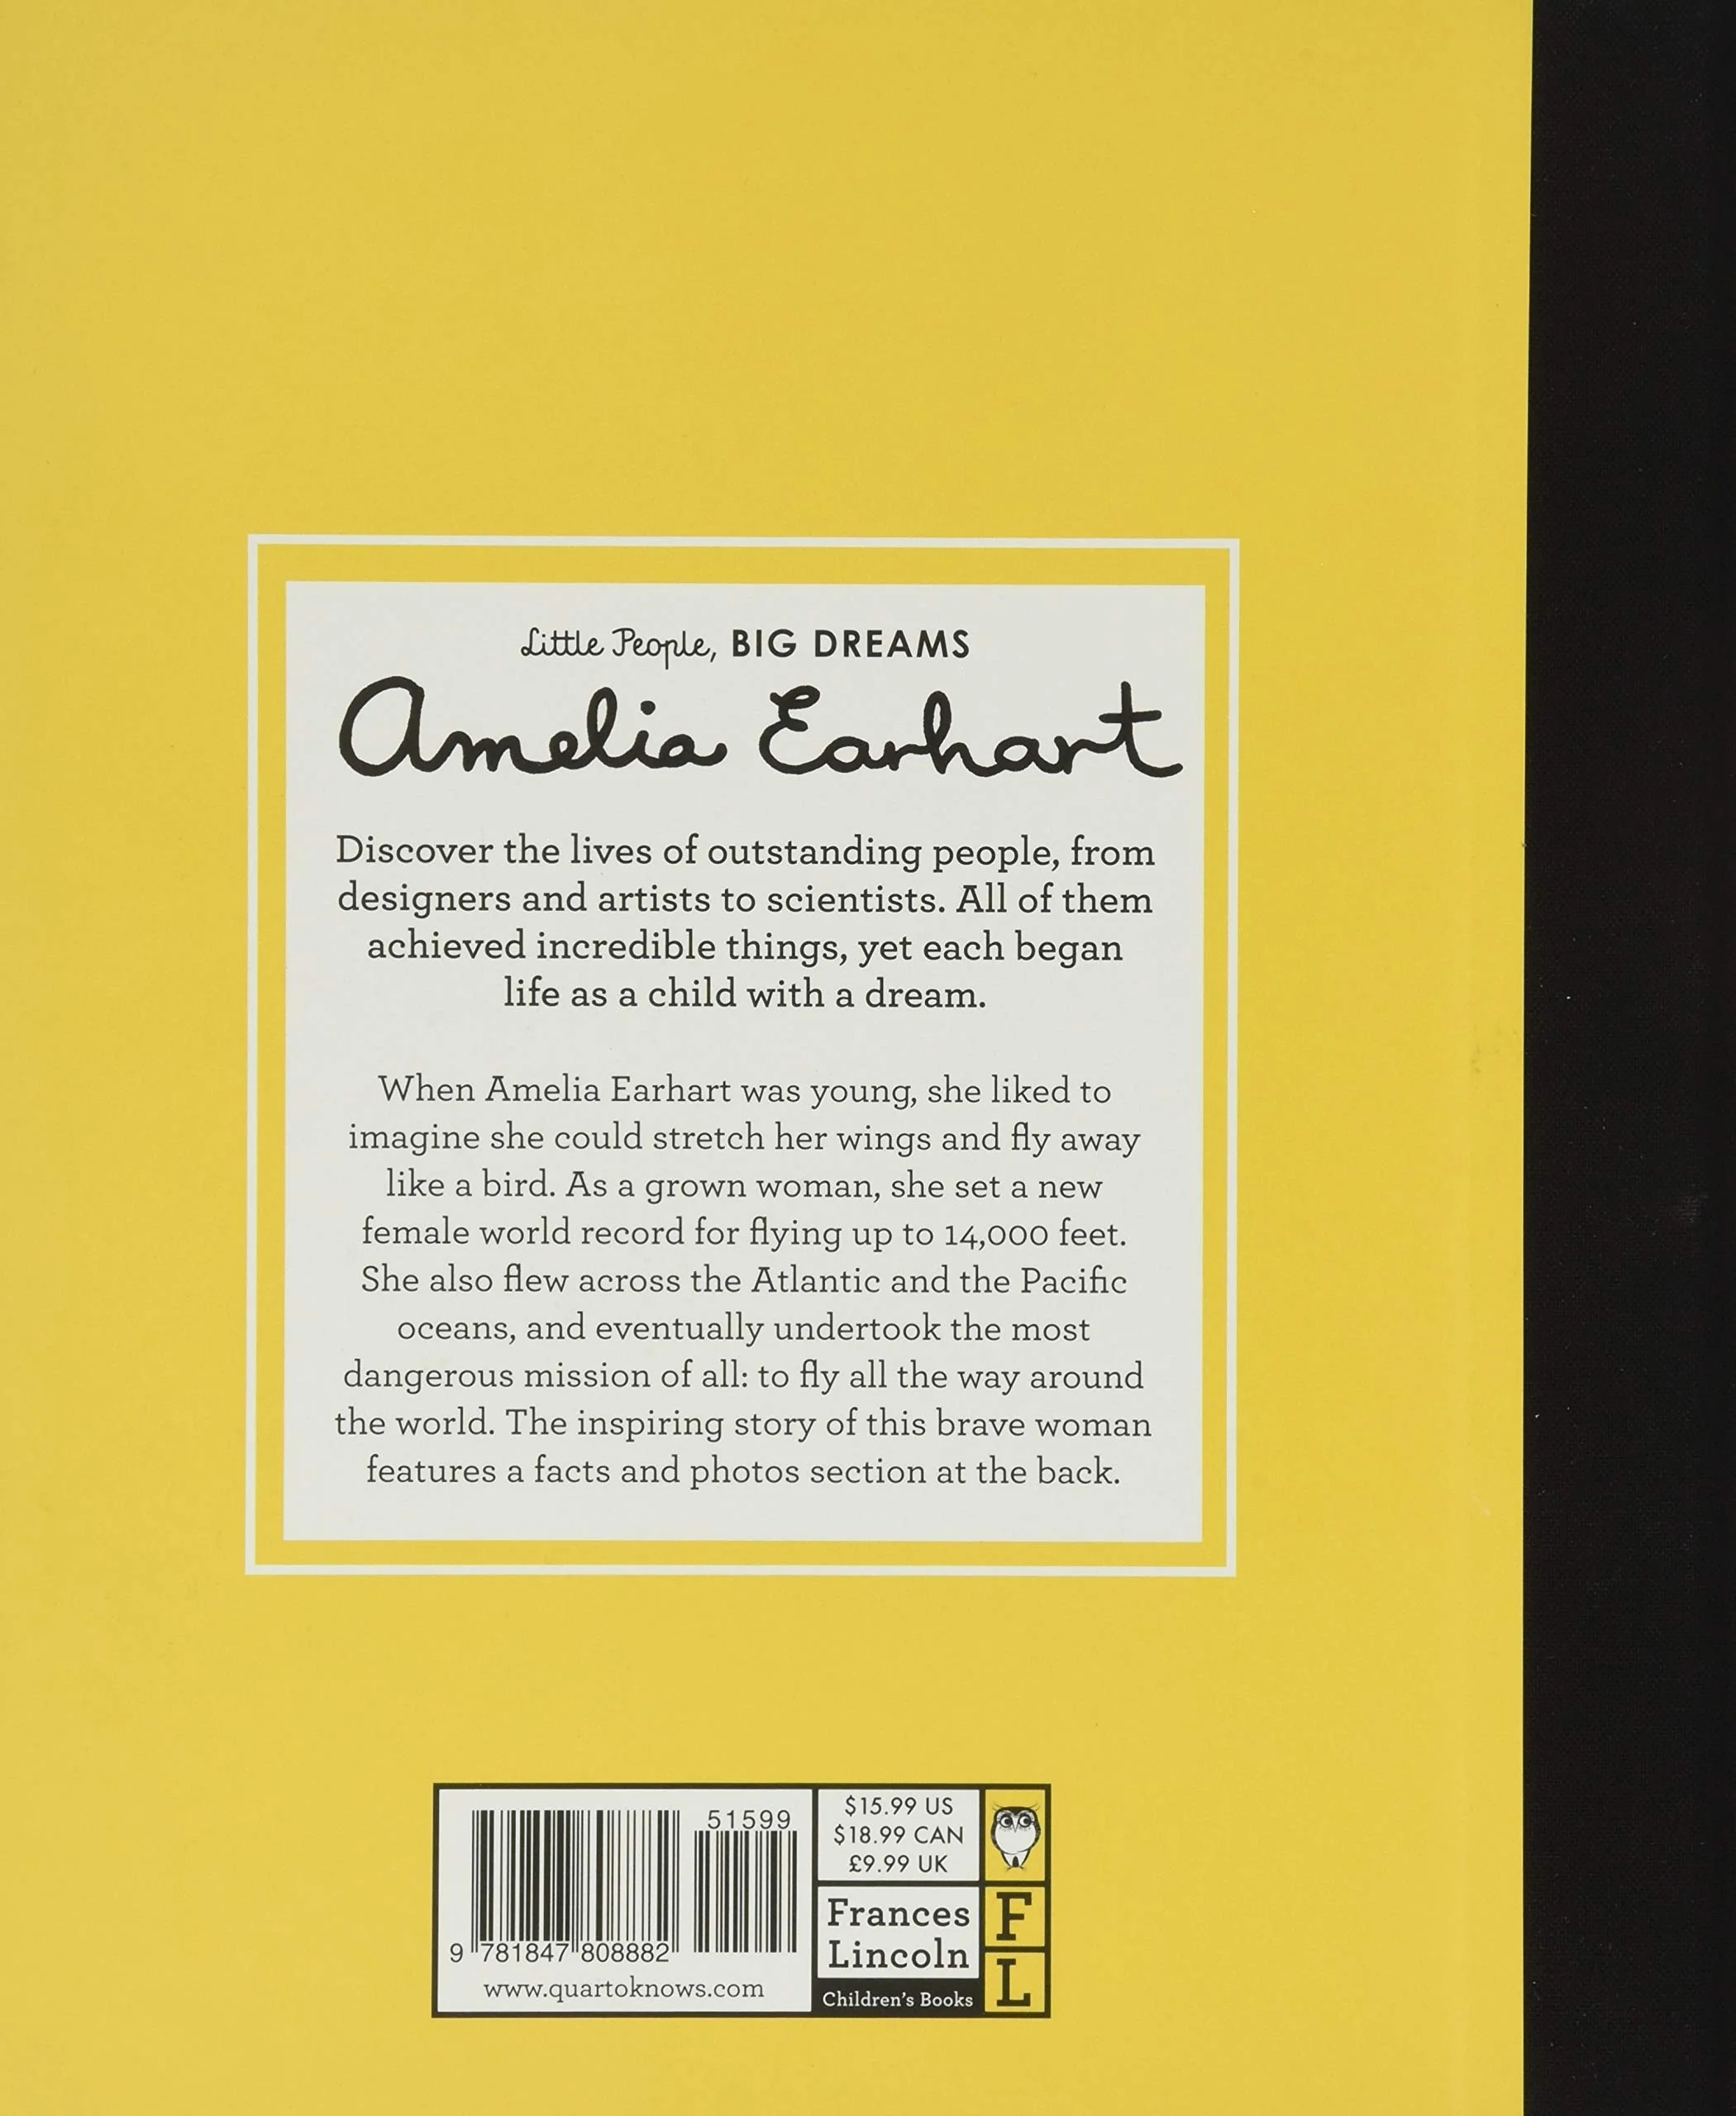 Little People, BIG DREAMS
Amelia Earhart
Discover the lives of outstanding people, from
designers and artists to scientists. All of them
achieved incredible things, yet each began
life as a child with a dream.
When Amelia Earhart was young, she liked to
imagine she could stretch her wings and fly away
like a bird. As a grown woman, she set a new
female world record for flying up to 14,000 feet.
She also flew across the Atlantic and the Pacific
oceans, and eventually undertook the most
dangerous mission of all: to fly all the way around
the world. The inspiring story of this brave woman
features a facts and photos section at the back.
51599
9 781847 808882
www.quartoknows.com
$15.99 US
$18.99 CAN
£9.99 UK
Frances
Lincoln
Children's Books
F
L